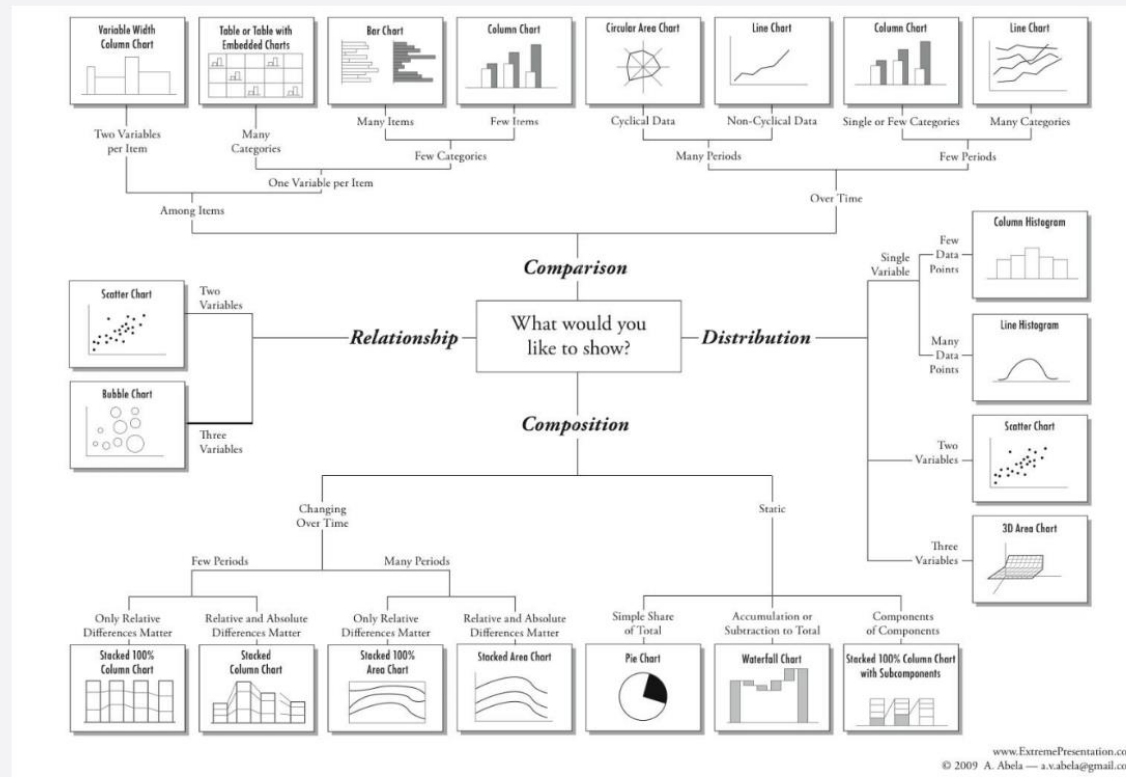 Variable Width
Column Chart
Table or Table with
Embedded Charts
Bar Chart
Column Chart
Circular Area Chart
Line Chart
Column Chart
Line Chart
Two Variables
per Item
Many
Categories
Many Items
Few Items
Cyclical Data
Non-Cyclical Data
Single or Few Categories
Many Categories
Few Categories
Many Periods
Few Periods
One Variable per Item
Among Items
Over Time
Comparison
What would you
like to show?
Relationship
Two
Variables
Scatter Chart
Three
Variables
Bubble Chart
Distribution
Single
Variable
Few
Data
Points
Column Histogram
Many
Data
Points
Line Histogram
Two
Variables
Scatter Chart
Three
Variables
3D Area Chart
Composition
Changing
Over Time
Static
Few Periods
Many Periods
Only Relative
Differences Matter
Relative and Absolute
Differences Matter
Only Relative
Differences Matter
Relative and Absolute
Differences Matter
Simple Share
of Total
Accumulation or
Subtraction to Total
Components
of Components
Stacked 100%
Column Chart
Stacked
Column Chart
Stacked 100%
Area Chart
Stacked Area Chart
Pie Chart
Waterfall Chart
Stacked 100% Column Chart
with Subcomponents
www.ExtremePresentation.co
© 2009 A. Abela — a.v.abela@gmail.co